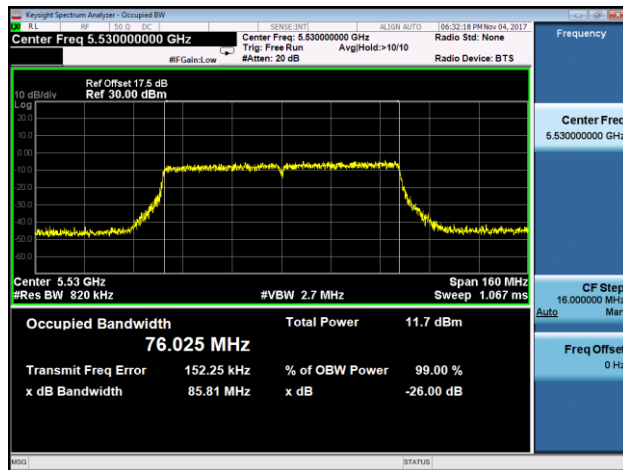 Keysight Spectrum Analyzer - Occupied BW
RL RF 50 Ω DC SENSE:INT ALIGN AUTO 06:32:18 PM Nov 04, 2017
Center Freq 5.530000000 GHz Center Freq: 5.530000000 GHz Radio Std: None Frequency
Trig: Free Run Avg|Hold:>10/10
#IFGain:Low #Atten: 20 dB Radio Device: BTS
Ref Offset 17.5 dB
10 dB/div Ref 30.00 dBm
Log
20.0
10.0
0.00
-10.0
-20.0
-30.0
-40.0
-50.0
-60.0
Center Freq
5.530000000 GHz
Center 5.53 GHz Span 160 MHz
#Res BW 820 kHz #VBW 2.7 MHz Sweep 1.067 ms
CF Step
16.000000 MHz
Auto Man
Occupied Bandwidth Total Power 11.7 dBm
76.025 MHz
Transmit Freq Error 152.25 kHz % of OBW Power 99.00 %
x dB Bandwidth 85.81 MHz x dB -26.00 dB
Freq Offset
0 Hz
MSG STATUS